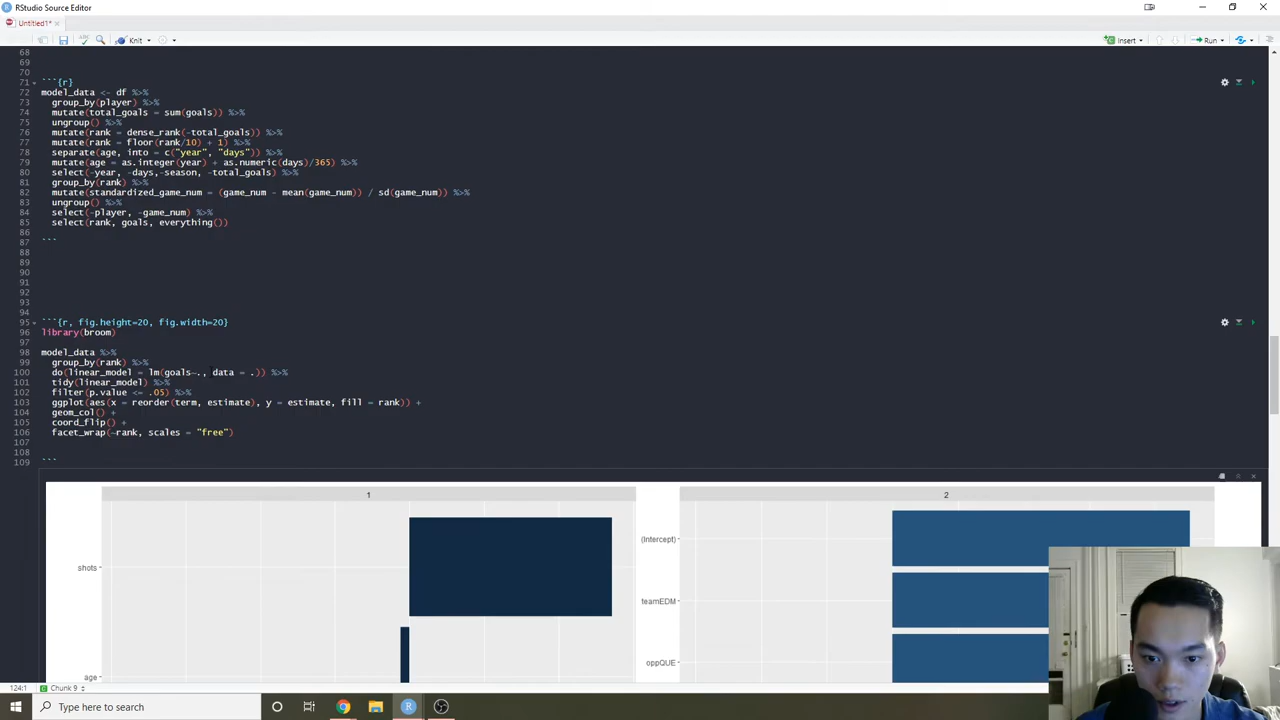 RStudio Source Editor
Untitled1*
Knit
Insert
Run
68
69
70
71 ```{r}
72 model_data <- df %>%
73 group_by(player) %>%
74 mutate(total_goals = sum(goals)) %>%
75 ungroup() %>%
76 mutate(rank = dense_rank(-total_goals)) %>%
77 mutate(rank = floor(rank/10) + 1) %>%
78 separate(age, into = c("year", "days")) %>%
79 mutate(age = as.integer(year) + as.numeric(days)/365) %>%
80 select(-year, -days,-season, -total_goals) %>%
81 group_by(rank) %>%
82 mutate(standardized_game_num = (game_num - mean(game_num)) / sd(game_num)) %>%
83 ungroup() %>%
84 select(-player, -game_num) %>%
85 select(rank, goals, everything())
86
87 ```
88
89
90
91
92
93
94
95 ```{r, fig.height=20, fig.width=20}
96 library(broom)
97
98 model_data %>%
99 group_by(rank) %>%
100 do(linear_model = lm(goals~., data = .)) %>%
101 tidy(linear_model) %>%
102 filter(p.value <= .05) %>%
103 ggplot(aes(x = reorder(term, estimate), y = estimate, fill = rank)) +
104 geom_col() +
105 coord_flip() +
106 facet_wrap(~rank, scales = "free")
107
108
109 ```
1
2
shots
age
(Intercept)
teamEDM
oppQUE
124:1
Chunk 9
Type here to search